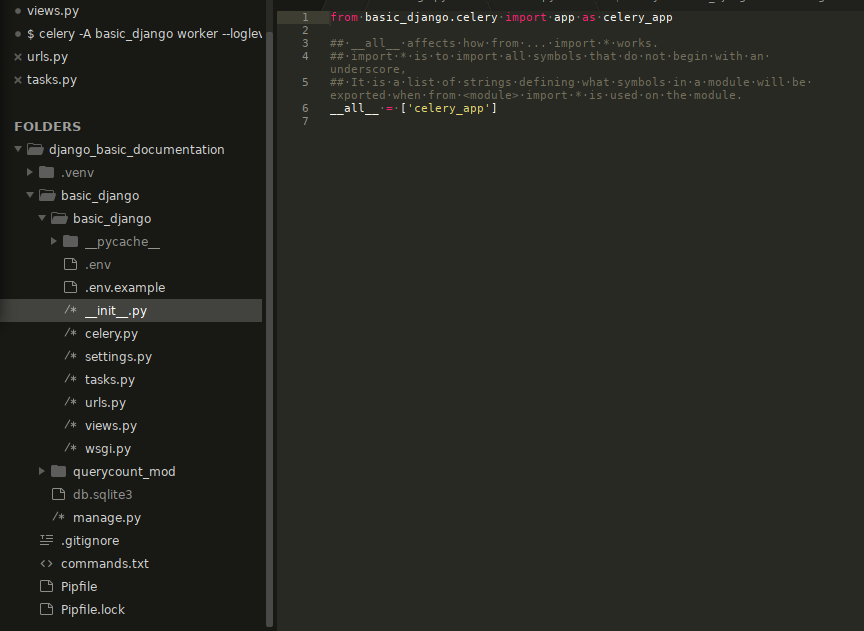 views.py
$ celery -A basic_django worker --loglev
urls.py
tasks.py
FOLDERS
django_basic_documentation
.venv
basic_django
basic_django
__pycache__
.env
.env.example
/* __init__.py
/* celery.py
/* settings.py
/* tasks.py
/* urls.py
/* views.py
/* wsgi.py
querycount_mod
db.sqlite3
/* manage.py
.gitignore
<> commands.txt
Pipfile
Pipfile.lock
1 from basic_django.celery import app as celery_app
2
3 ## __all__ affects how from ... import * works.
4 ## import * is to import all symbols that do not begin with an
underscore,
5 ## It is a list of strings defining what symbols in a module will be
exported when from <module> import * is used on the module.
6 __all__ = ['celery_app']
7